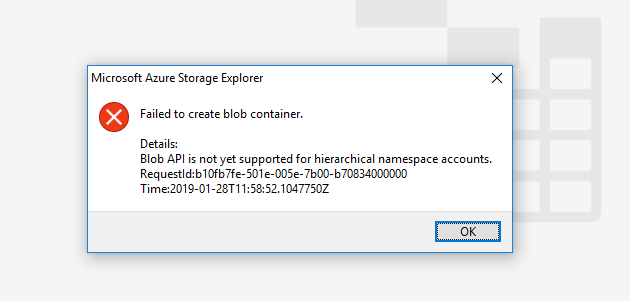 Microsoft Azure Storage Explorer
Failed to create blob container.
Details:
Blob API is not yet supported for hierarchical namespace accounts.
RequestId:b10fb7fe-501e-005e-7b00-b70834000000
Time:2019-01-28T11:58:52.1047750Z
OK